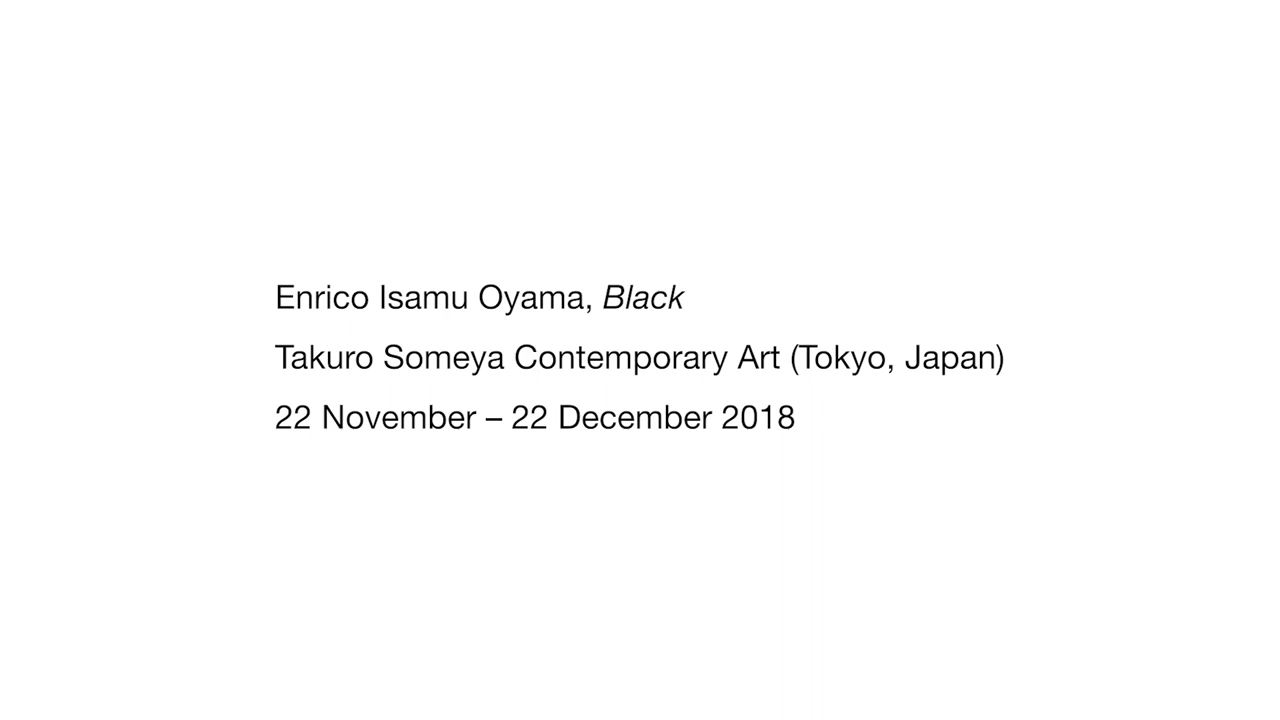 Enrico Isamu Oyama, Black
Takuro Someya Contemporary Art (Tokyo, Japan)
22 November – 22 December 2018